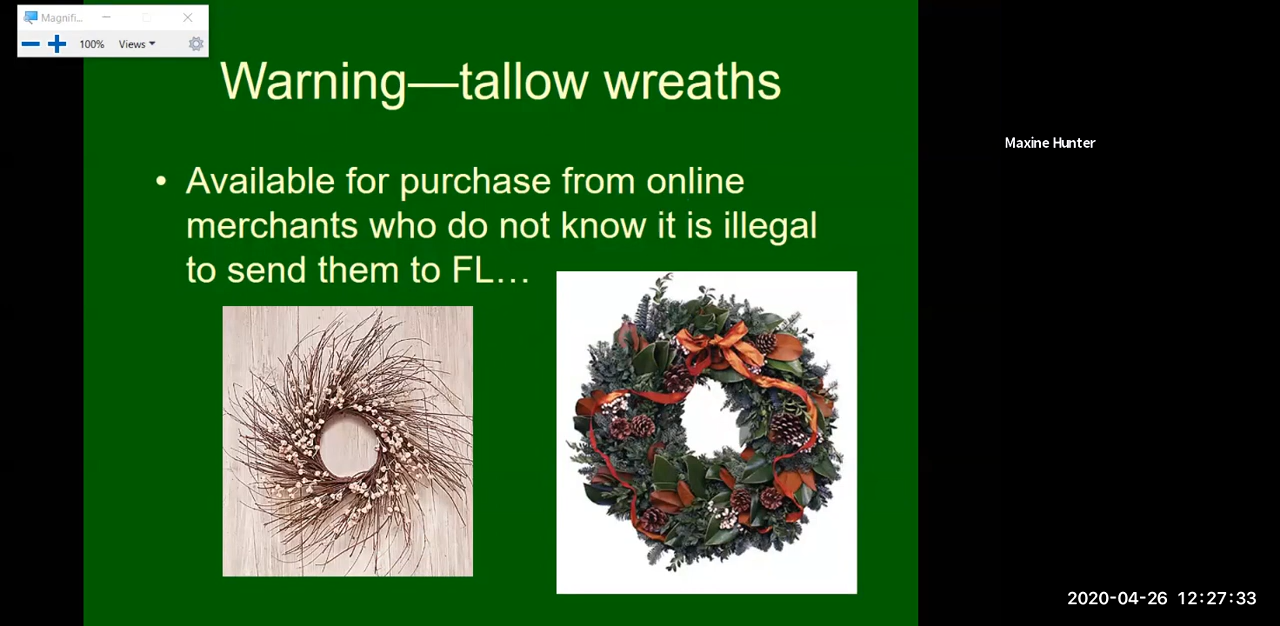 Magnifi...
100% Views
Warning—tallow wreaths
• Available for purchase from online
merchants who do not know it is illegal
to send them to FL…
Maxine Hunter
2020-04-26 12:27:33